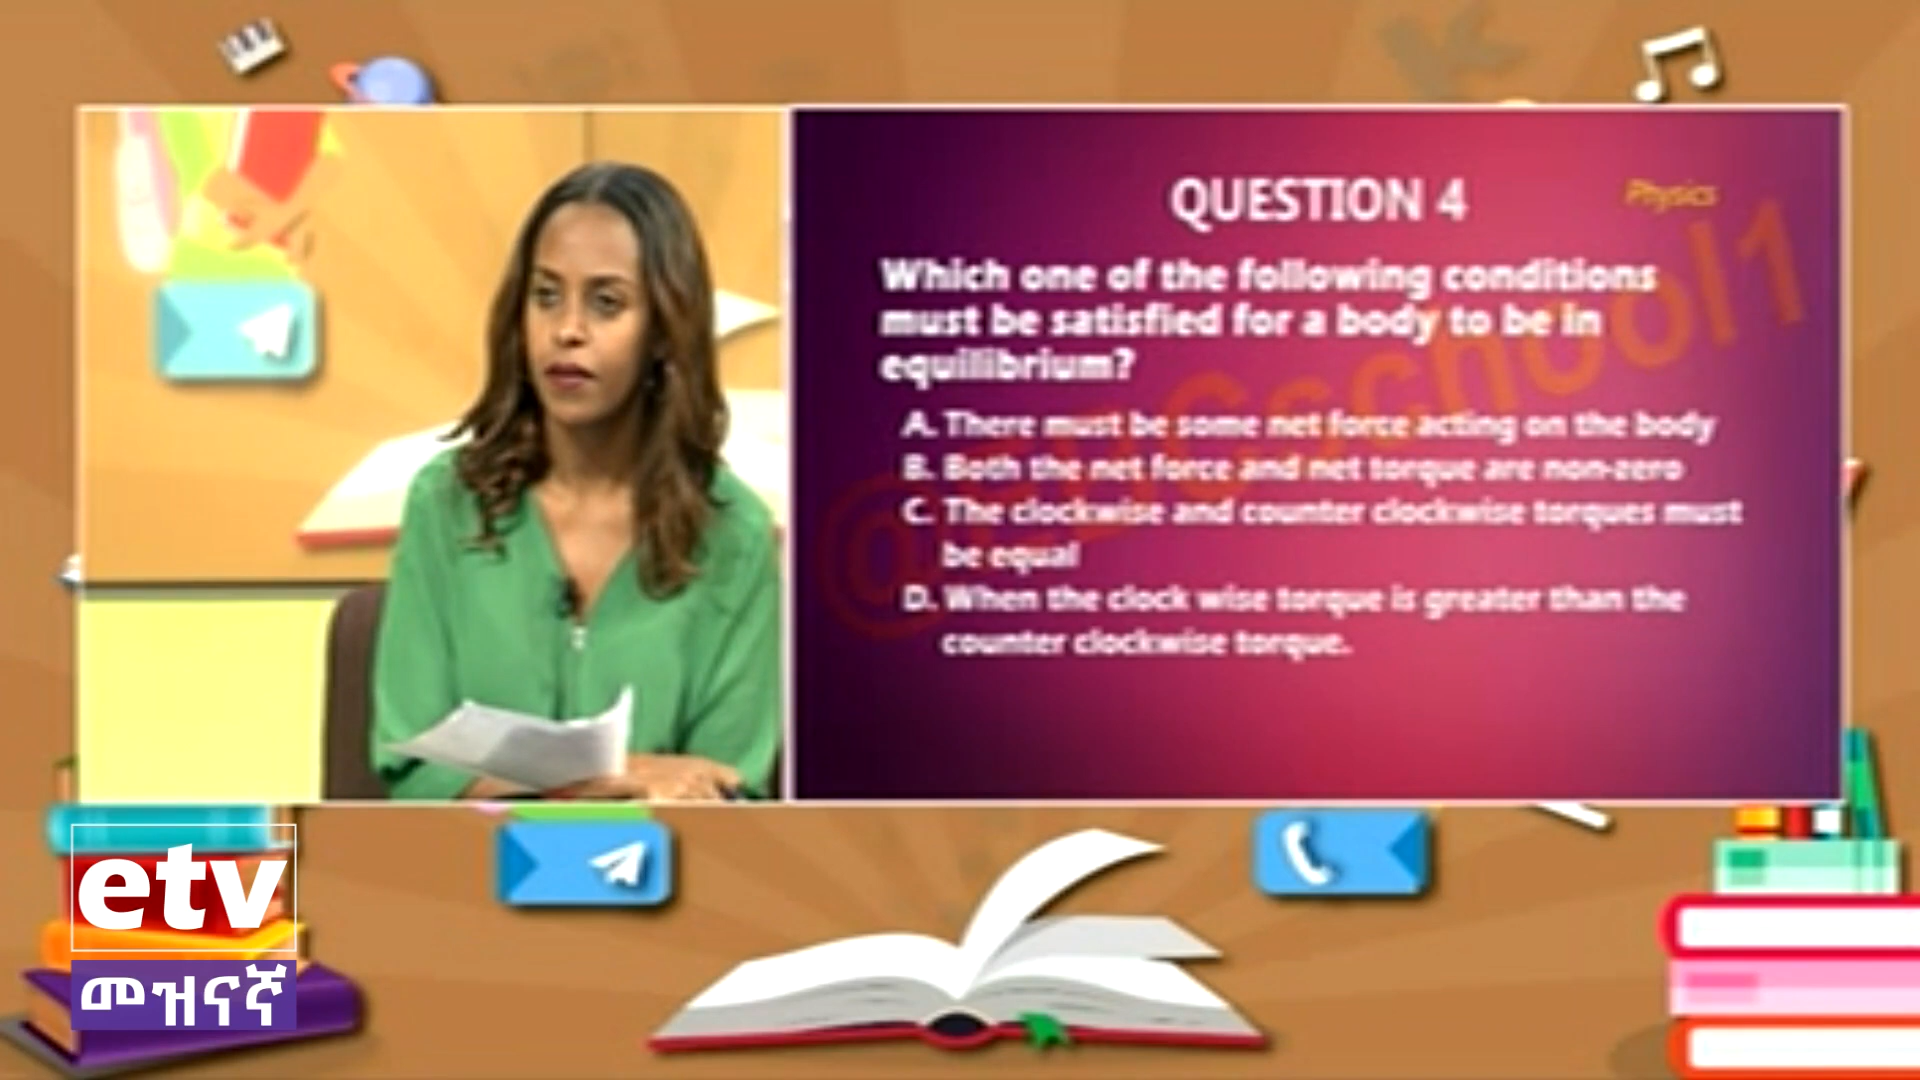 QUESTION 4
Physics
Which one of the following conditions
must be satisfied for a body to be in
equilibrium?
A. There must be some net force acting on the body
B. Both the net force and net torque are non-zero
C. The clockwise and counter clockwise torques must
be equal
D. When the clock wise torque is greater than the
counter clockwise torque.
etv
መዝናኛ